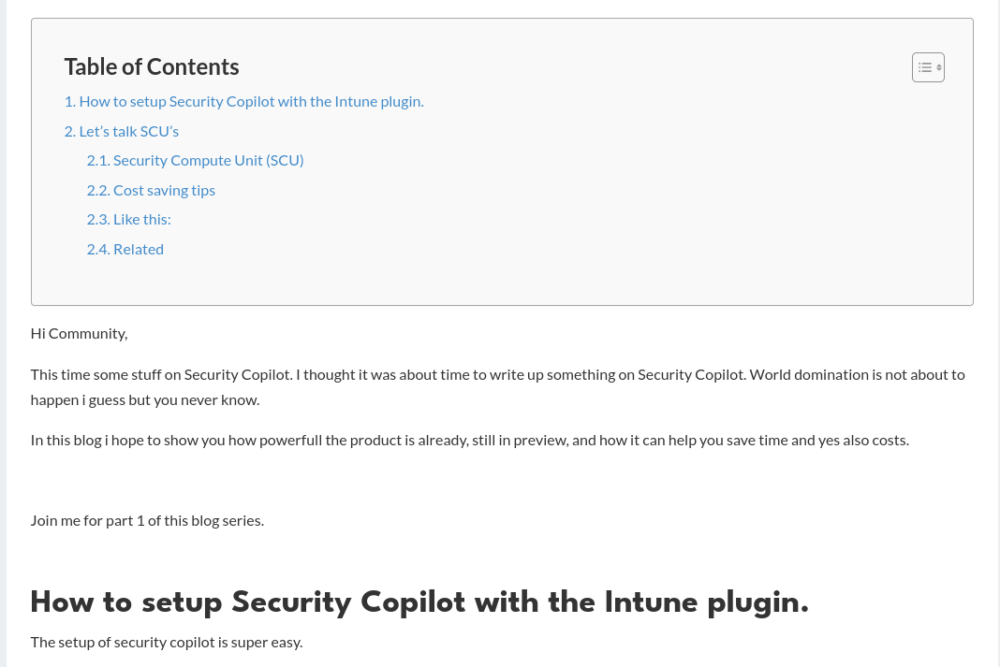 Table of Contents
1. How to setup Security Copilot with the Intune plugin.
2. Let’s talk SCU’s
2.1. Security Compute Unit (SCU)
2.2. Cost saving tips
2.3. Like this:
2.4. Related
Hi Community,
This time some stuff on Security Copilot. I thought it was about time to write up something on Security Copilot. World domination is not about to
happen i guess but you never know.
In this blog i hope to show you how powerfull the product is already, still in preview, and how it can help you save time and yes also costs.
Join me for part 1 of this blog series.
How to setup Security Copilot with the Intune plugin.
The setup of security copilot is super easy.